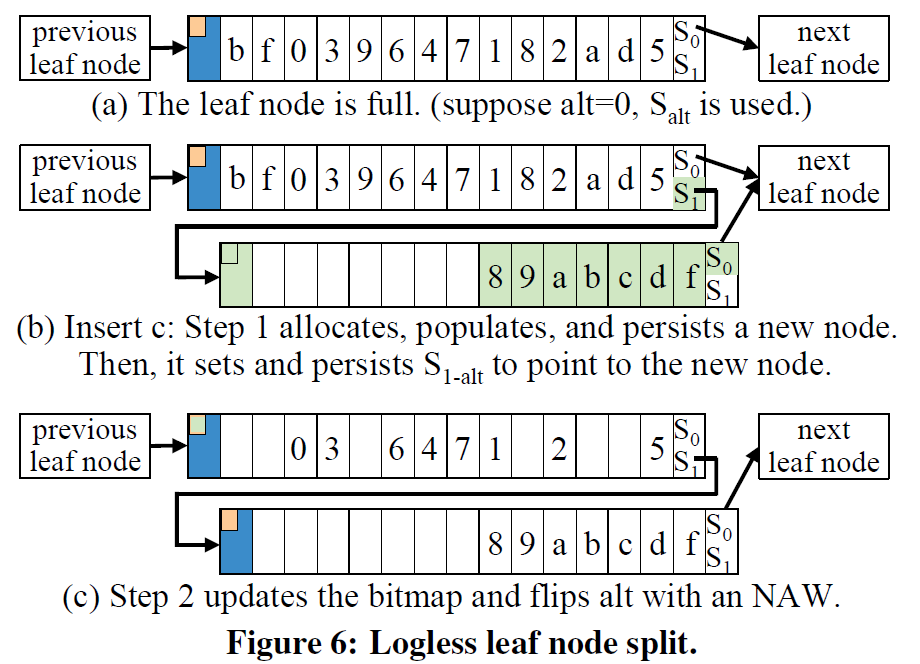 previous leaf node
b f 0 3 9 6 4 7 1 8 2 a d 5 S0 S1
next leaf node
(a) The leaf node is full. (suppose alt=0, Salt is used.)
previous leaf node
b f 0 3 9 6 4 7 1 8 2 a d 5 S0 S1
next leaf node
8 9 a b c d f S0 S1
(b) Insert c: Step 1 allocates, populates, and persists a new node.
Then, it sets and persists S1-alt to point to the new node.
previous leaf node
0 3 6 4 7 1 2 5 S0 S1
next leaf node
8 9 a b c d f S0 S1
(c) Step 2 updates the bitmap and flips alt with an NAW.
Figure 6: Logless leaf node split.